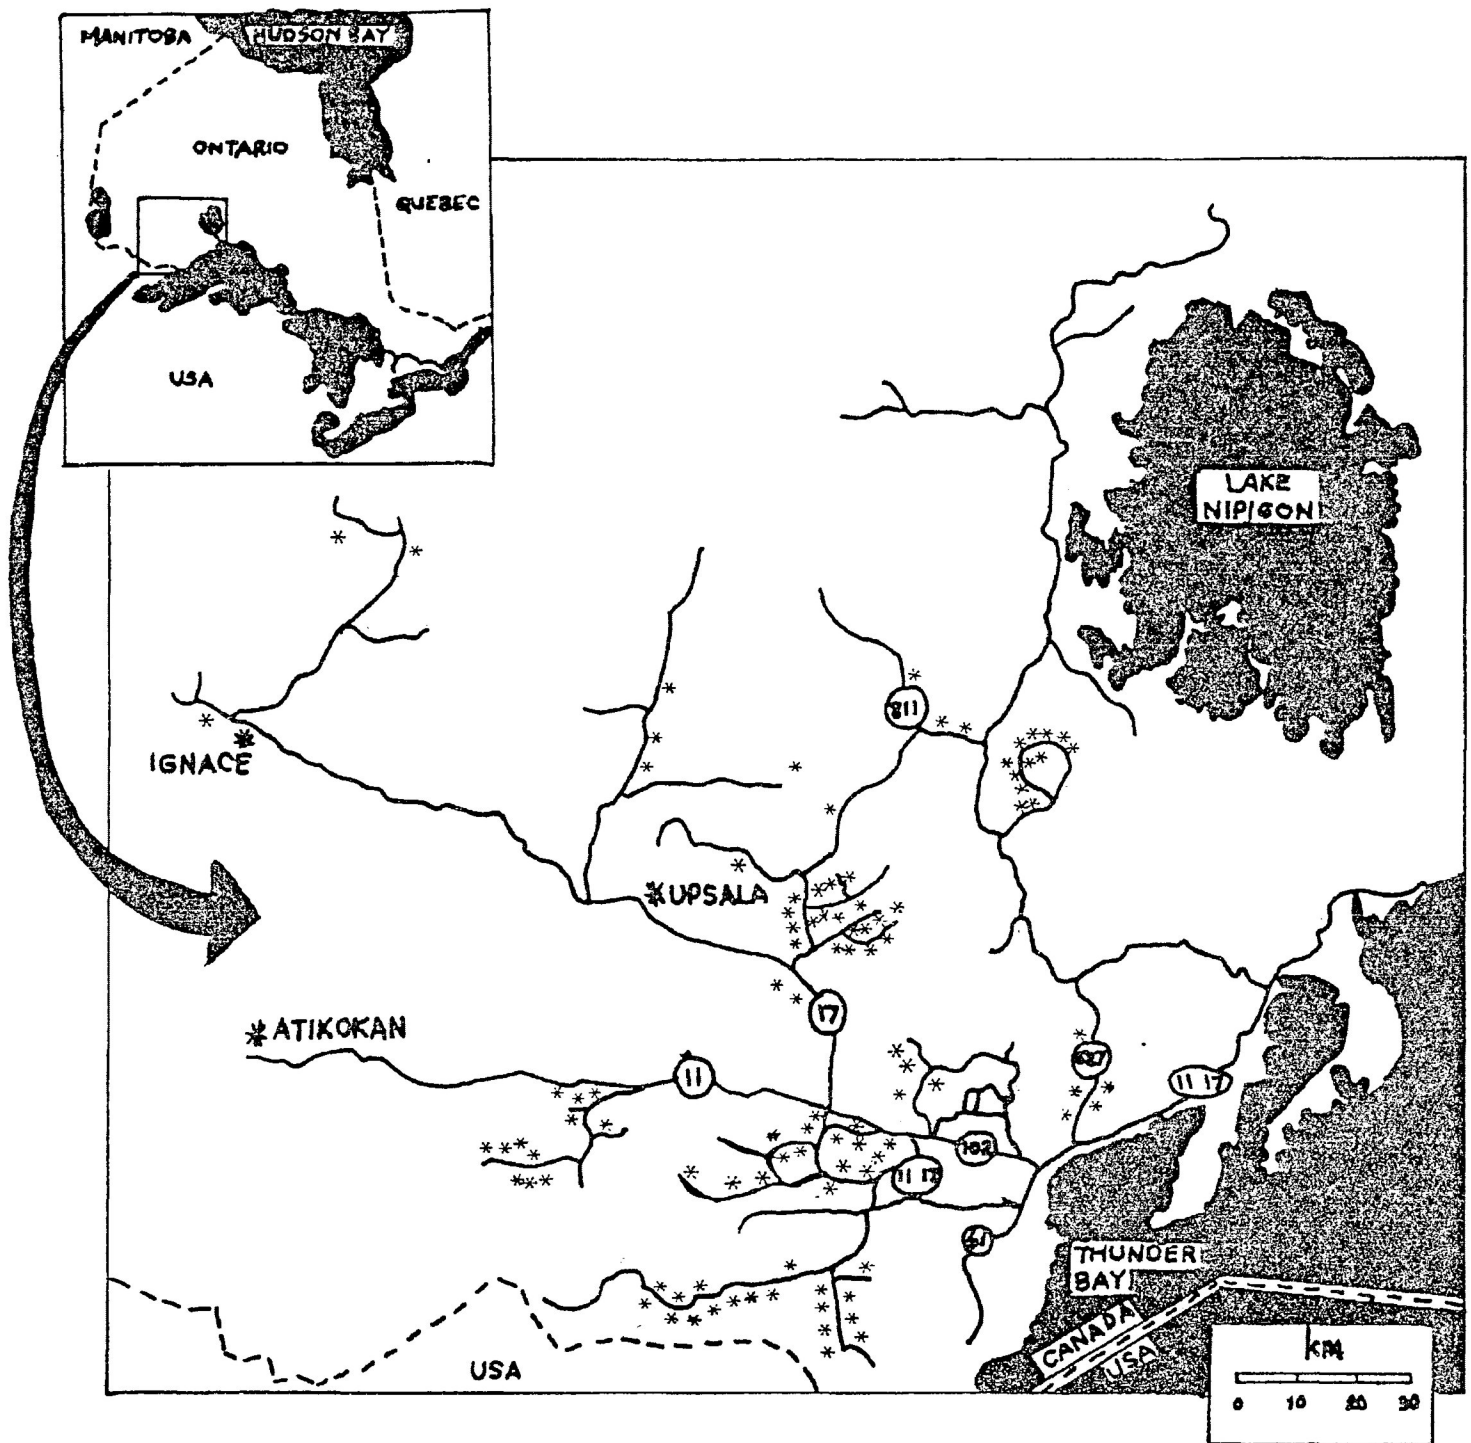 MANITOBA
HUDSON BAY
ONTARIO
QUEBEC
USA
LAKE
NIPIGON
811
IGNACE
UPSALA
17
ATIKOKAN
11
527
11 17
102
11 17
61
THUNDER
BAY
CANADA
USA
USA
KM
0 10 20 30